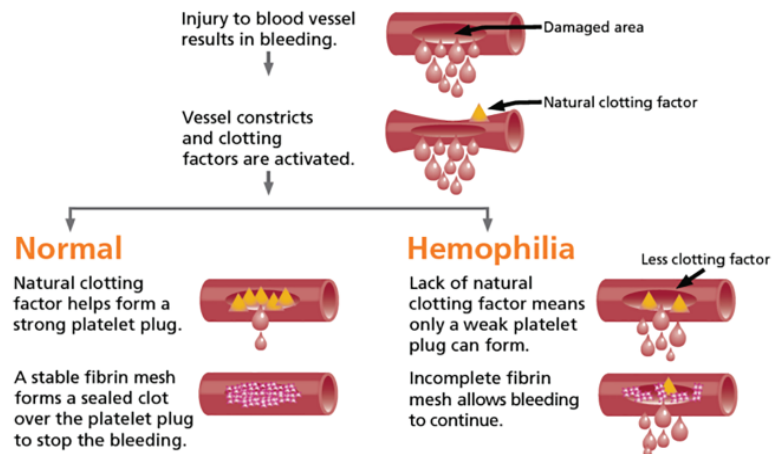 Injury to blood vessel
results in bleeding.
Damaged area
Natural clotting factor
Vessel constricts
and clotting
factors are activated.
Normal
Natural clotting
factor helps form a
strong platelet plug.
A stable fibrin mesh
forms a sealed clot
over the platelet plug
to stop the bleeding.
Hemophilia
Less clotting factor
Lack of natural
clotting factor means
only a weak platelet
plug can form.
Incomplete fibrin
mesh allows bleeding
to continue.